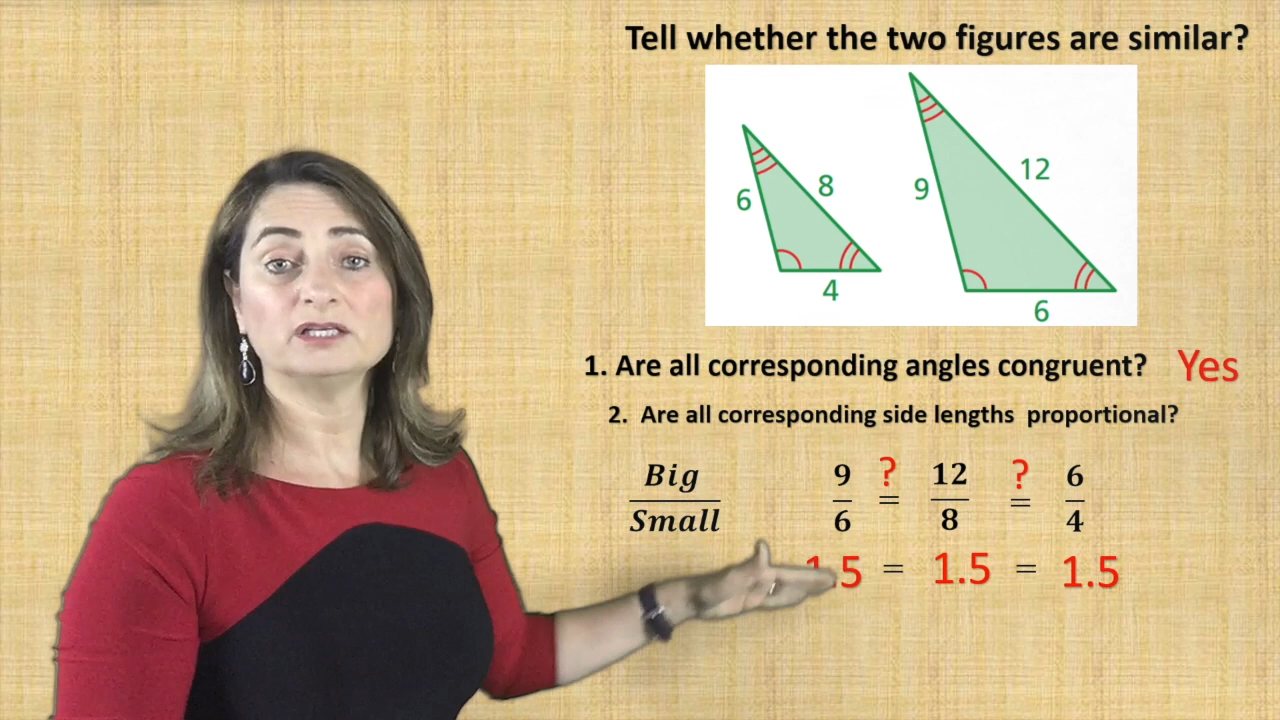 Tell whether the two figures are similar?
6 8 9 12
4 6
1. Are all corresponding angles congruent? Yes
2. Are all corresponding side lengths proportional?
Big/Small 9/6 ?= 12/8 ?= 6/4
1.5 = 1.5 = 1.5